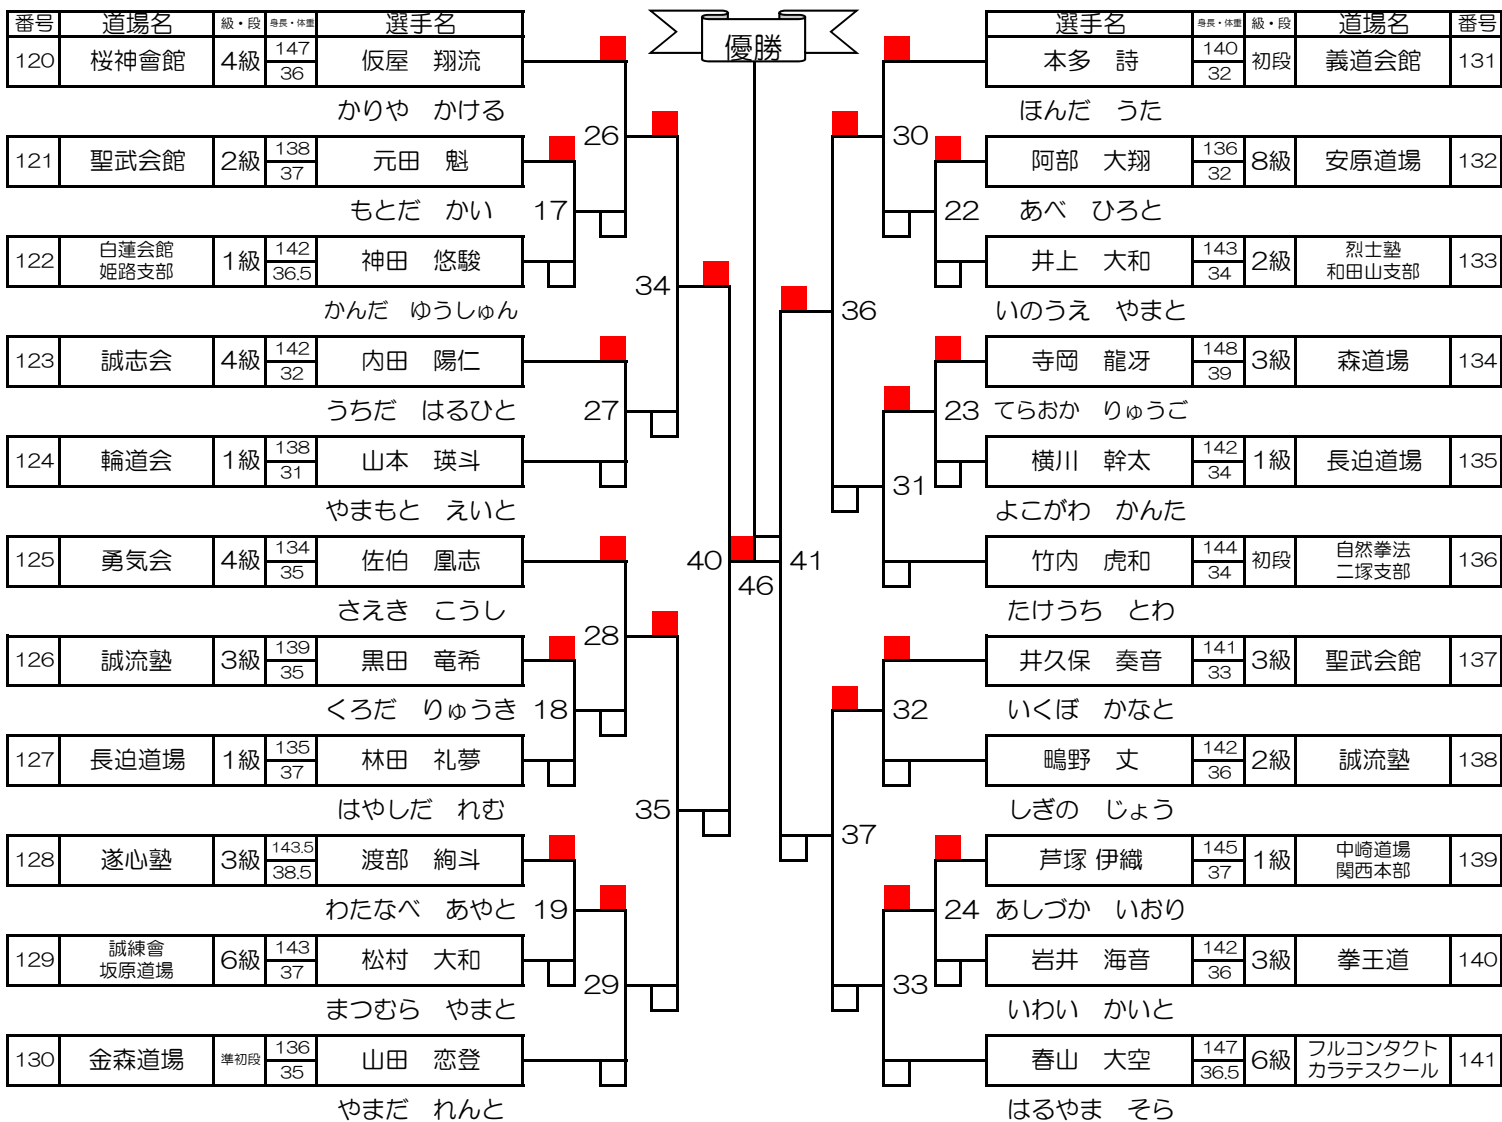 番号 道場名 級・段 身長・体重 選手名
120 桜神會館 4級 147 36 仮屋 翔流
かりや かける
121 聖武会館 2級 138 37 元田 魁
もとだ かい
122 白蓮会館 姫路支部 1級 142 36.5 神田 悠駿
かんだ ゆうしゅん
123 誠志会 4級 142 32 内田 陽仁
うちだ はるひと
124 輪道会 1級 138 31 山本 瑛斗
やまもと えいと
125 勇気会 4級 134 35 佐伯 凰志
さえき こうし
126 誠流塾 3級 139 35 黒田 竜希
くろだ りゅうき
127 長迫道場 1級 135 37 林田 礼夢
はやしだ れむ
128 遂心塾 3級 143.5 38.5 渡部 絢斗
わたなべ あやと
129 誠練會 坂原道場 6級 143 37 松村 大和
まつむら やまと
130 金森道場 準初段 136 35 山田 恋登
やまだ れんと
17
18
19
26
27
28
29
34
35
40
優勝
46
41
36
37
30
31
32
33
22
23
24
選手名 身長・体重 級・段 道場名 番号
本多 詩 140 32 初段 義道会館 131
ほんだ うた
阿部 大翔 136 32 8級 安原道場 132
あべ ひろと
井上 大和 143 34 2級 烈士塾 和田山支部 133
いのうえ やまと
寺岡 龍冴 148 39 3級 森道場 134
てらおか りゅうご
横川 幹太 142 34 1級 長迫道場 135
よこがわ かんた
竹内 虎和 144 34 初段 自然拳法 二塚支部 136
たけうち とわ
井久保 奏音 141 33 3級 聖武会館 137
いくぼ かなと
鴫野 丈 142 36 2級 誠流塾 138
しぎの じょう
芦塚 伊織 145 37 1級 中崎道場 関西本部 139
あしづか いおり
岩井 海音 142 36 3級 拳王道 140
いわい かいと
春山 大空 147 36.5 6級 フルコンタクト カラテスクール 141
はるやま そら